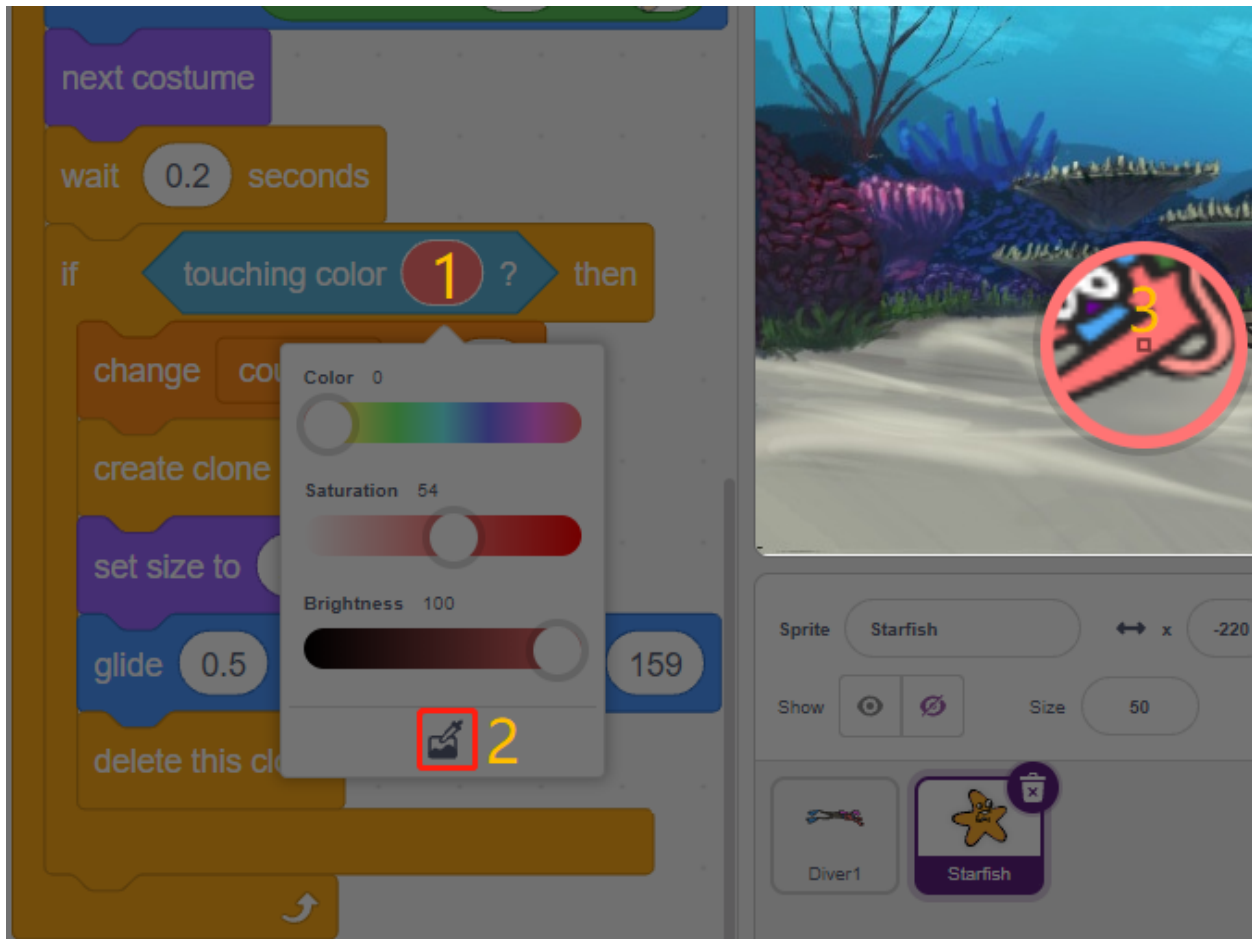 next costume
wait 0.2 seconds
if touching color 1 ? then
change
Color 0
create clone
Saturation 54
set size to
Brightness 100
glide 0.5 159
2
delete this
3
Sprite Starfish x -220
Show Size 50
Diver1 Starfish